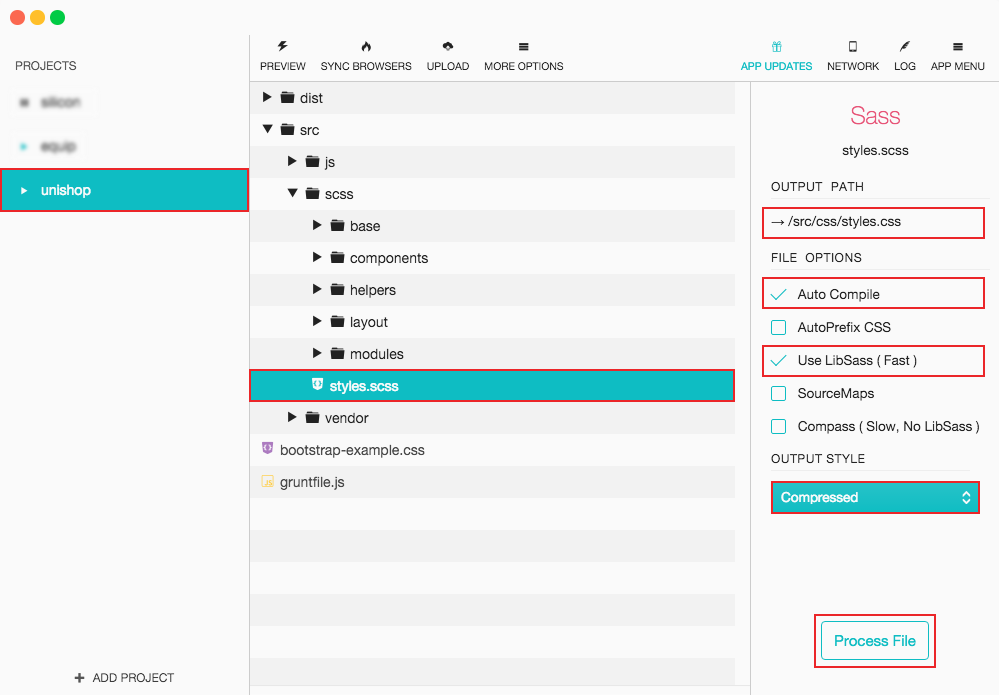 PREVIEW
SYNC BROWSERS
UPLOAD
MORE OPTIONS
APP UPDATES
NETWORK
LOG
APP MENU
PROJECTS
silicon
equip
unishop
+ ADD PROJECT
dist
src
js
scss
base
components
helpers
layout
modules
styles.scss
vendor
bootstrap-example.css
JS gruntfile.js
Sass
styles.scss
OUTPUT PATH
→ /src/css/styles.css
FILE OPTIONS
Auto Compile
AutoPrefix CSS
Use LibSass ( Fast )
SourceMaps
Compass ( Slow, No LibSass )
OUTPUT STYLE
Compressed
Process File